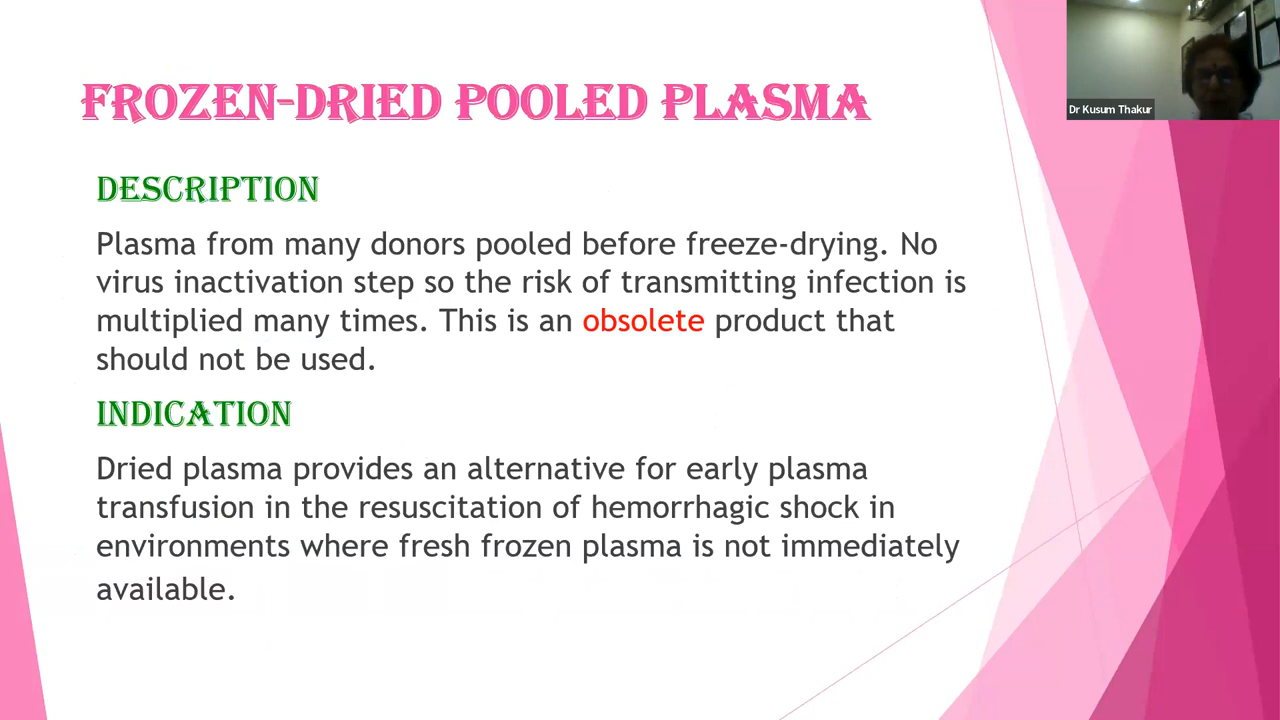 FROZEN-DRIED POOLED PLASMA
Dr Kusum Thakur
DESCRIPTION
Plasma from many donors pooled before freeze-drying. No
virus inactivation step so the risk of transmitting infection is
multiplied many times. This is an obsolete product that
should not be used.
INDICATION
Dried plasma provides an alternative for early plasma
transfusion in the resuscitation of hemorrhagic shock in
environments where fresh frozen plasma is not immediately
available.